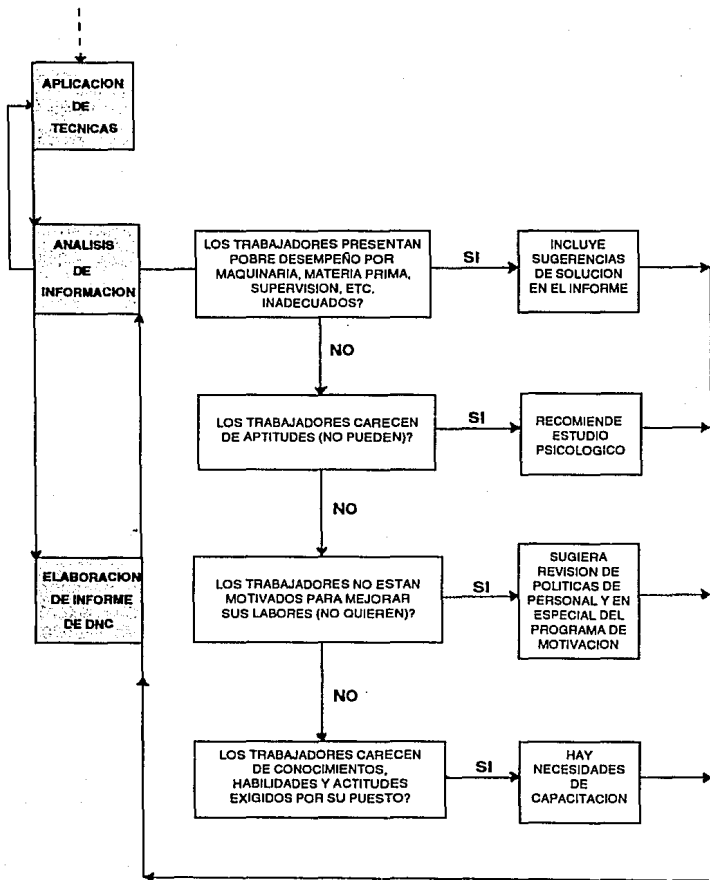 APLICACION
DE
TECNICAS
ANALISIS
DE
INFORMACION
LOS TRABAJADORES PRESENTAN
POBRE DESEMPEÑO POR
MAQUINARIA, MATERIA PRIMA,
SUPERVISION, ETC.
INADECUADOS?
SI
INCLUYE
SUGERENCIAS
DE SOLUCION
EN EL INFORME
NO
LOS TRABAJADORES CARECEN
DE APTITUDES (NO PUEDEN)?
SI
RECOMIENDE
ESTUDIO
PSICOLOGICO
NO
ELABORACION
DE INFORME
DE DNC
LOS TRABAJADORES NO ESTAN
MOTIVADOS PARA MEJORAR
SUS LABORES (NO QUIEREN)?
SI
SUGIERA
REVISION DE
POLITICAS DE
PERSONAL Y EN
ESPECIAL DEL
PROGRAMA DE
MOTIVACION
NO
LOS TRABAJADORES CARECEN
DE CONOCIMIENTOS,
HABILIDADES Y ACTITUDES
EXIGIDOS POR SU PUESTO?
SI
HAY
NECESIDADES
DE
CAPACITACION